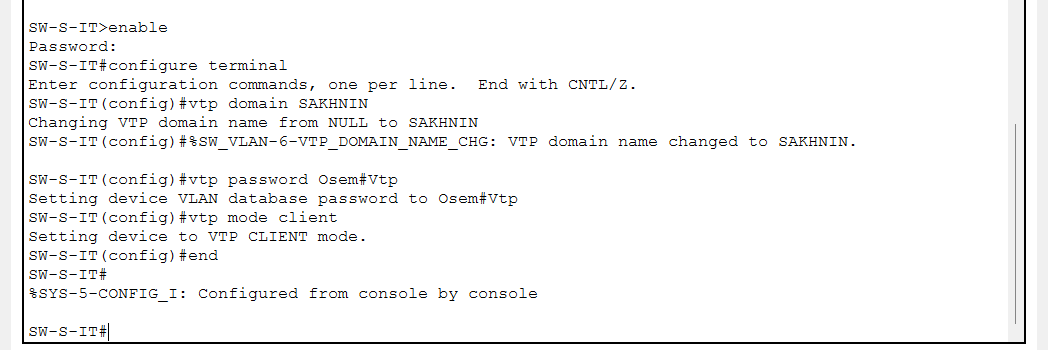 SW-S-IT>enable
Password:
SW-S-IT#configure terminal
Enter configuration commands, one per line.  End with CNTL/Z.
SW-S-IT(config)#vtp domain SAKHNIN
Changing VTP domain name from NULL to SAKHNIN
SW-S-IT(config)#%SW_VLAN-6-VTP_DOMAIN_NAME_CHG: VTP domain name changed to SAKHNIN.
SW-S-IT(config)#vtp password Osem#Vtp
Setting device VLAN database password to Osem#Vtp
SW-S-IT(config)#vtp mode client
Setting device to VTP CLIENT mode.
SW-S-IT(config)#end
SW-S-IT#
%SYS-5-CONFIG_I: Configured from console by console
SW-S-IT#